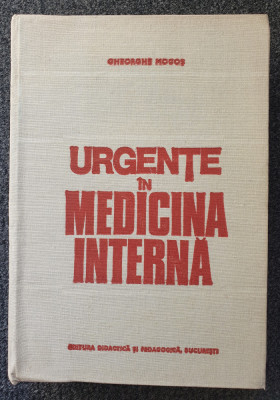 GHEORGHE MOGOȘ
URGENȚE
ÎN
MEDICINA
INTERNĂ
EDITURA DIDACTICĂ ȘI PEDAGOGICĂ, BUCUREȘTI